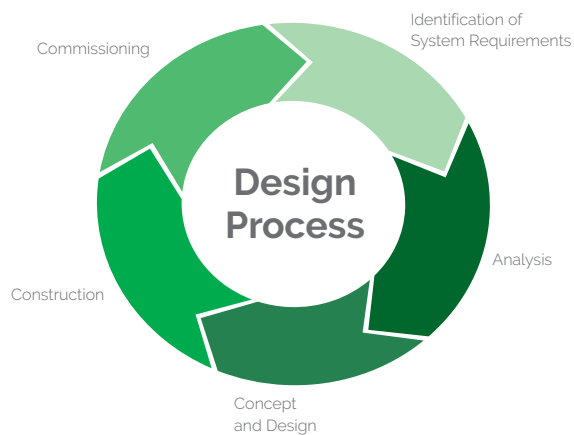 Identification of
System Requirements
Commissioning
Design
Process
Analysis
Construction
Concept
and Design